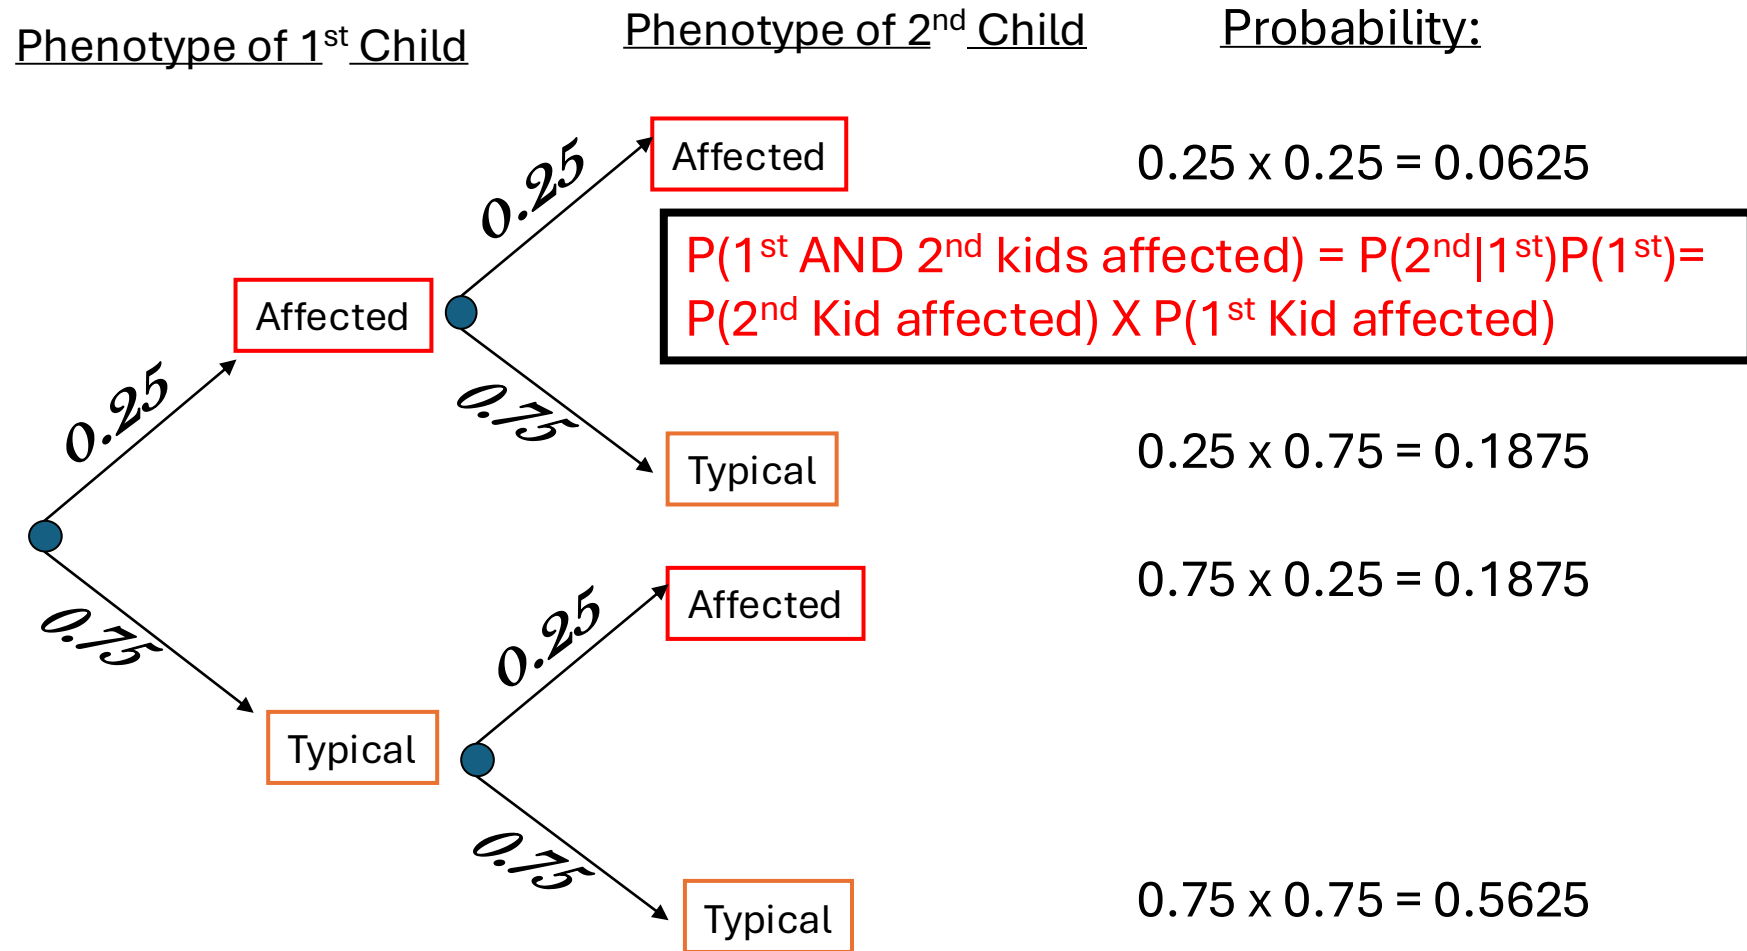 Phenotype of 1st Child
Phenotype of 2nd Child
Probability:
0.25
Affected
0.25 x 0.25 = 0.0625
P(1st AND 2nd kids affected) = P(2nd|1st)P(1st)=
P(2nd Kid affected) X P(1st Kid affected)
Affected
0.25
0.75
Typical
0.25 x 0.75 = 0.1875
0.75
0.25
Affected
0.75 x 0.25 = 0.1875
Typical
0.75
Typical
0.75 x 0.75 = 0.5625